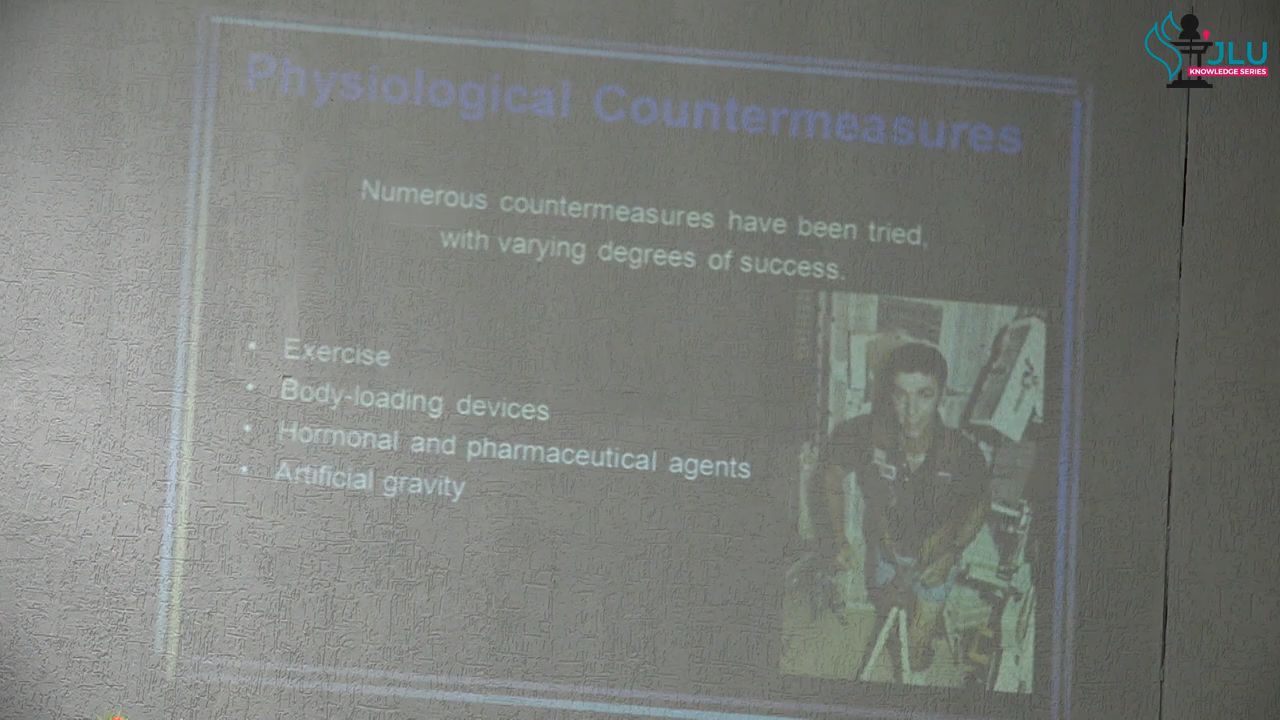 Physiological Countermeasures
Numerous countermeasures have been tried,
with varying degrees of success.
• Exercise
• Body-loading devices
• Hormonal and pharmaceutical agents
• Artificial gravity
JLU
KNOWLEDGE SERIES